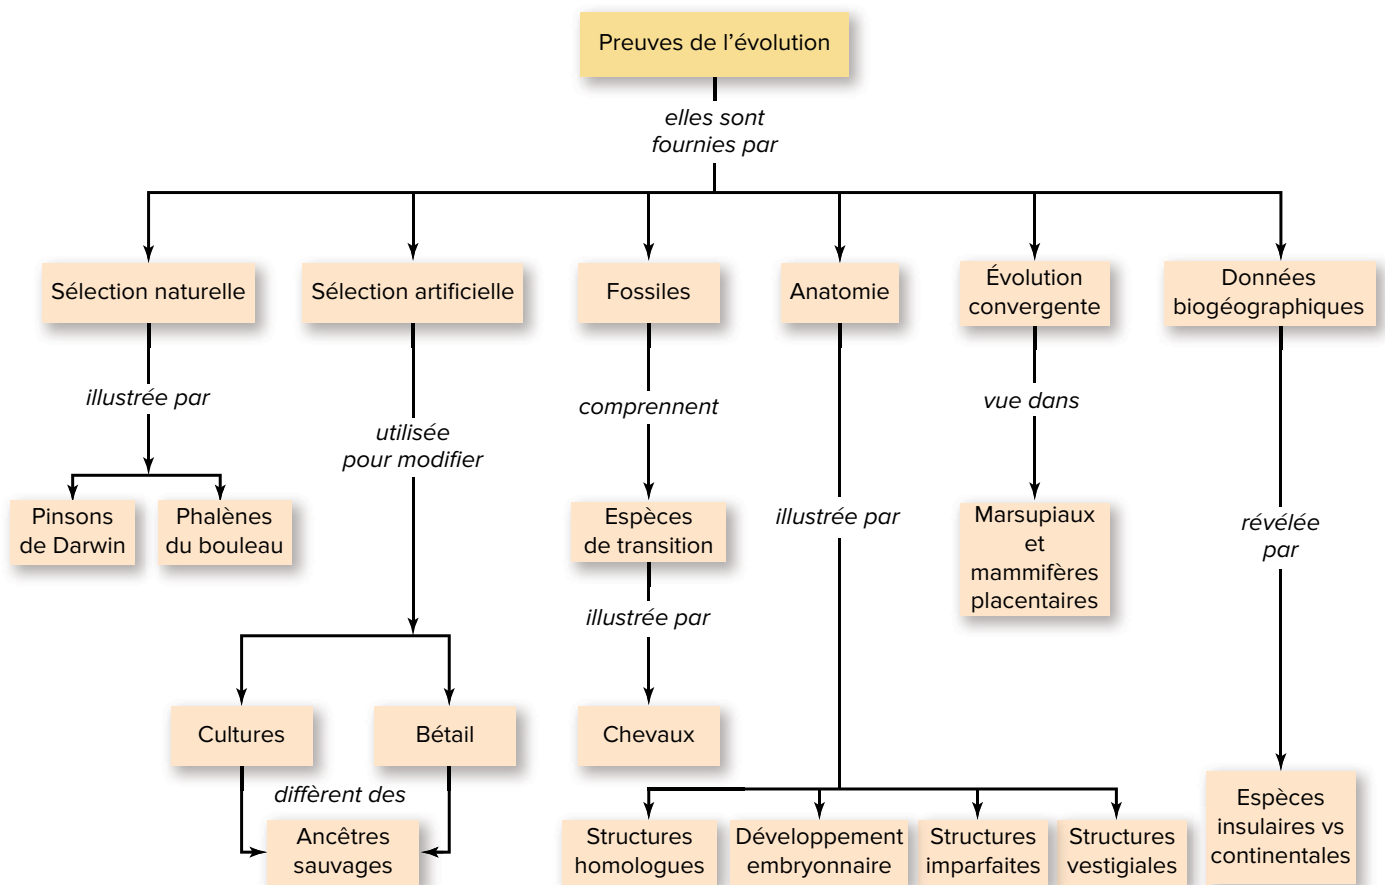 Preuves de l'évolution
elles sont
fournies par
Sélection naturelle
Sélection artificielle
Fossiles
Anatomie
Évolution
convergente
Données
biogéographiques
illustrée par
utilisée
pour modifier
comprennent
illustrée par
vue dans
révélée
par
Pinsons
de Darwin
Phalènes
du bouleau
Espèces
de transition
Marsupiaux
et
mammifères
placentaires
illustrée par
Cultures
Bétail
Chevaux
diffèrent des
Ancêtres
sauvages
Structures
homologues
Développement
embryonnaire
Structures
imparfaites
Structures
vestigiales
Espèces
insulaires vs
continentales